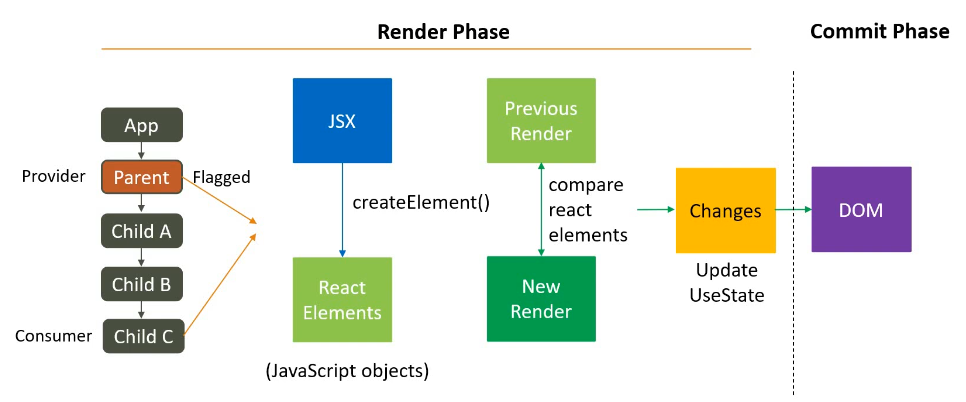 Render Phase
Commit Phase
App
Provider
Parent
Flagged
Child A
Child B
Consumer
Child C
JSX
createElement()
React
Elements
(JavaScript objects)
Previous
Render
compare
react
elements
New
Render
Changes
Update
UseState
DOM